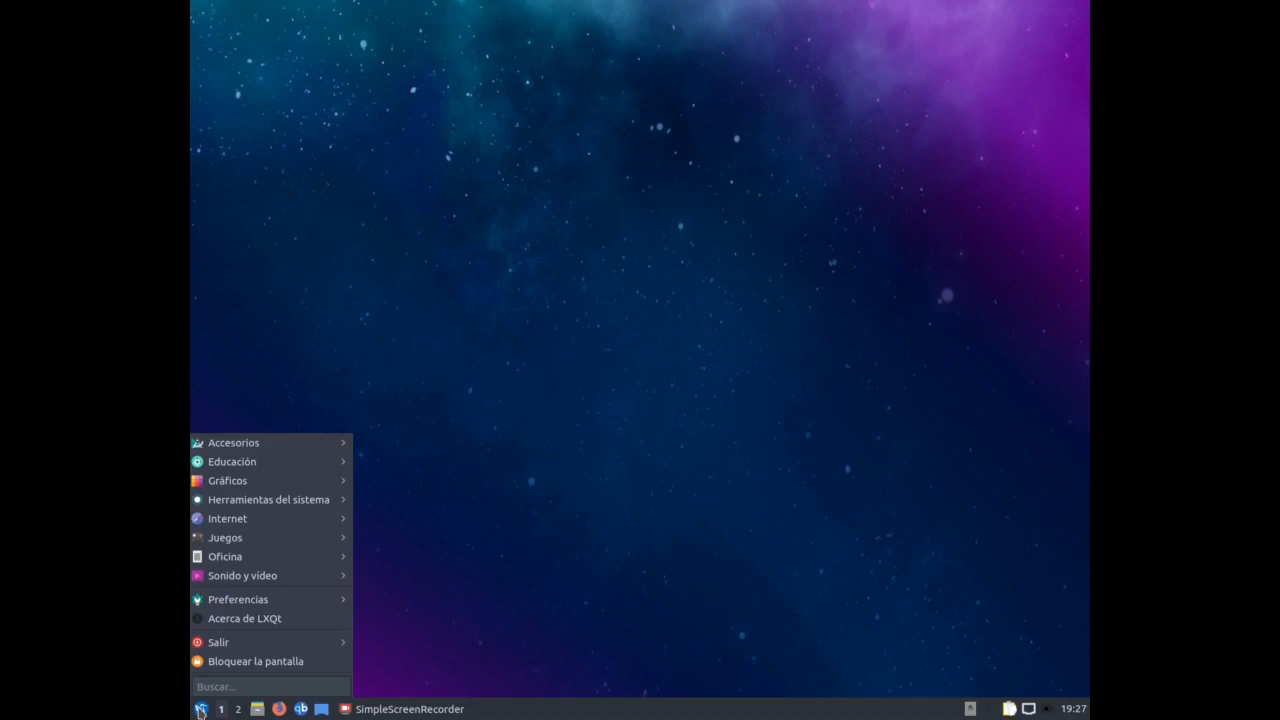 Accesorios
Educación
Gráficos
Herramientas del sistema
Internet
Juegos
Oficina
Sonido y vídeo
Preferencias
Acerca de LXQt
Salir
Bloquear la pantalla
Buscar...
1 2 qb SimpleScreenRecorder 19:27